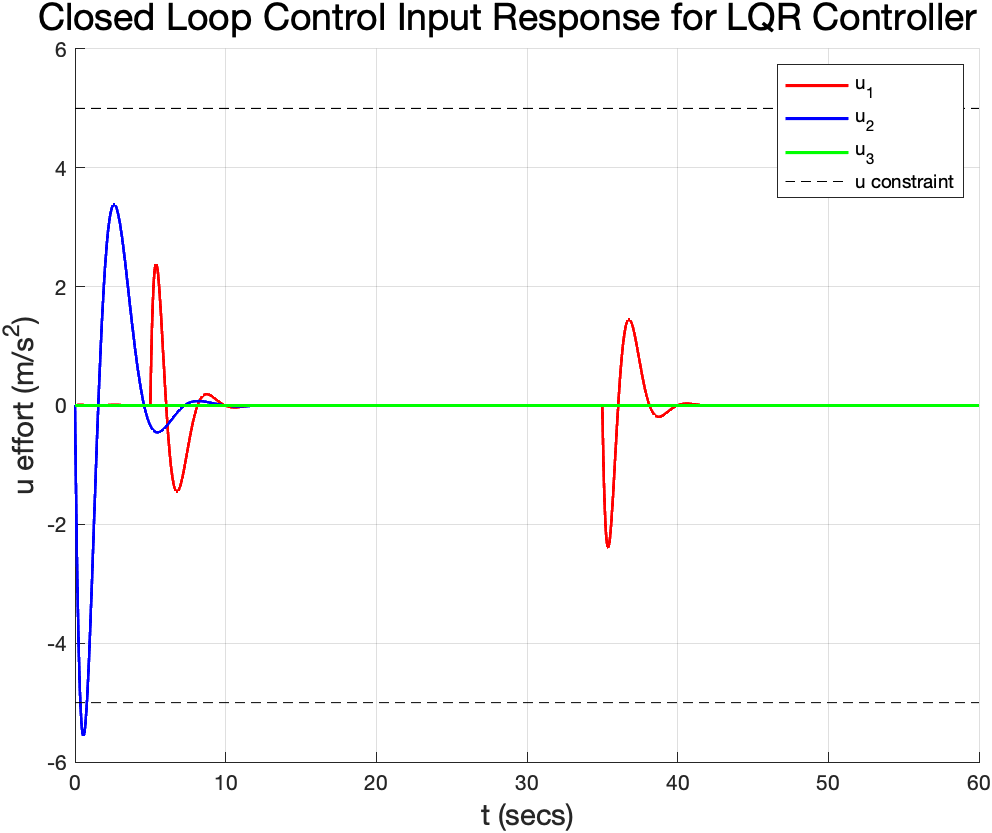 Closed Loop Control Input Response for LQR Controller
6
u₁
u₂
u₃
u constraint
4
2
0
-2
-4
-6
u effort (m/s²)
0 10 20 30 40 50 60
t (secs)